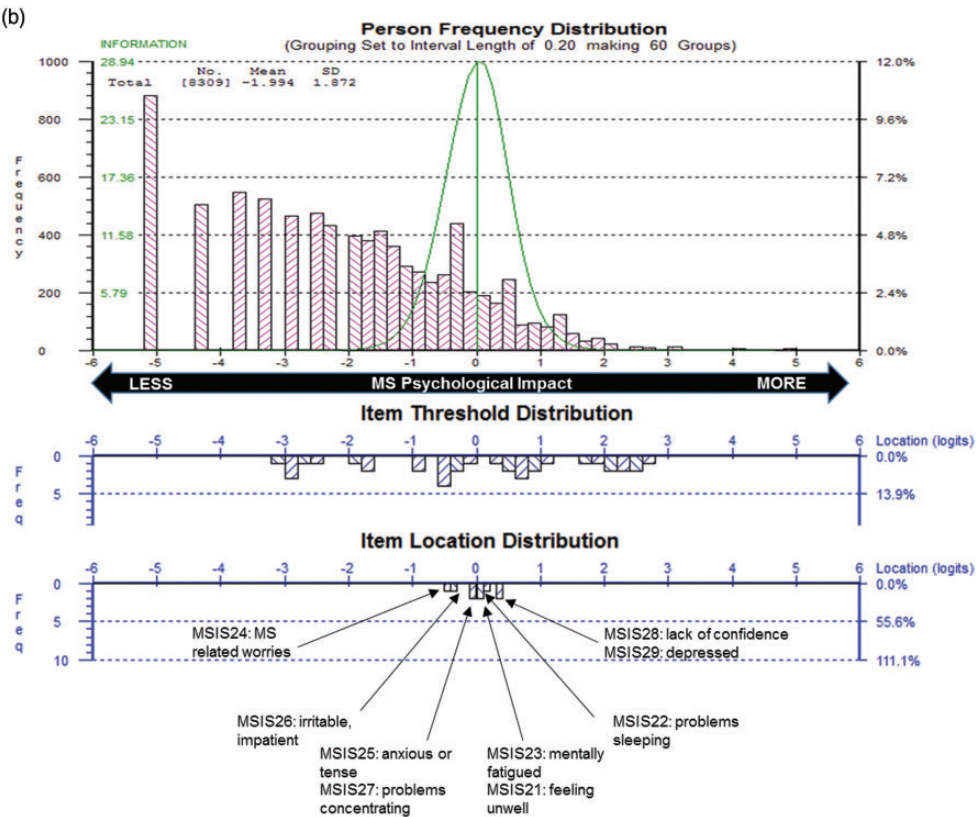 (b)
Person Frequency Distribution
(Grouping Set to Interval Length of 0.20 making 60 Groups)
INFORMATION
No. Mean SD
Total [8309] -1.994 1.872
Frequency
1000 28.94 12.0%
800 23.15 9.6%
600 17.36 7.2%
400 11.58 4.8%
200 5.79 2.4%
0 0.0%
-6 -5 -4 -3 -2 -1 0 1 2 3 4 5 6
LESS MS Psychological Impact MORE
Item Threshold Distribution
-6 -5 -4 -3 -2 -1 0 1 2 3 4 5 6 Location (logits)
Freq
0 0.0%
5 13.9%
Item Location Distribution
-6 -5 -4 -3 -2 -1 0 1 2 3 4 5 6 Location (logits)
Freq
0 0.0%
5 55.6%
10 111.1%
MSIS24: MS
related worries
MSIS28: lack of confidence
MSIS29: depressed
MSIS26: irritable,
impatient
MSIS22: problems
sleeping
MSIS25: anxious or
tense
MSIS27: problems
concentrating
MSIS23: mentally
fatigued
MSIS21: feeling
unwell